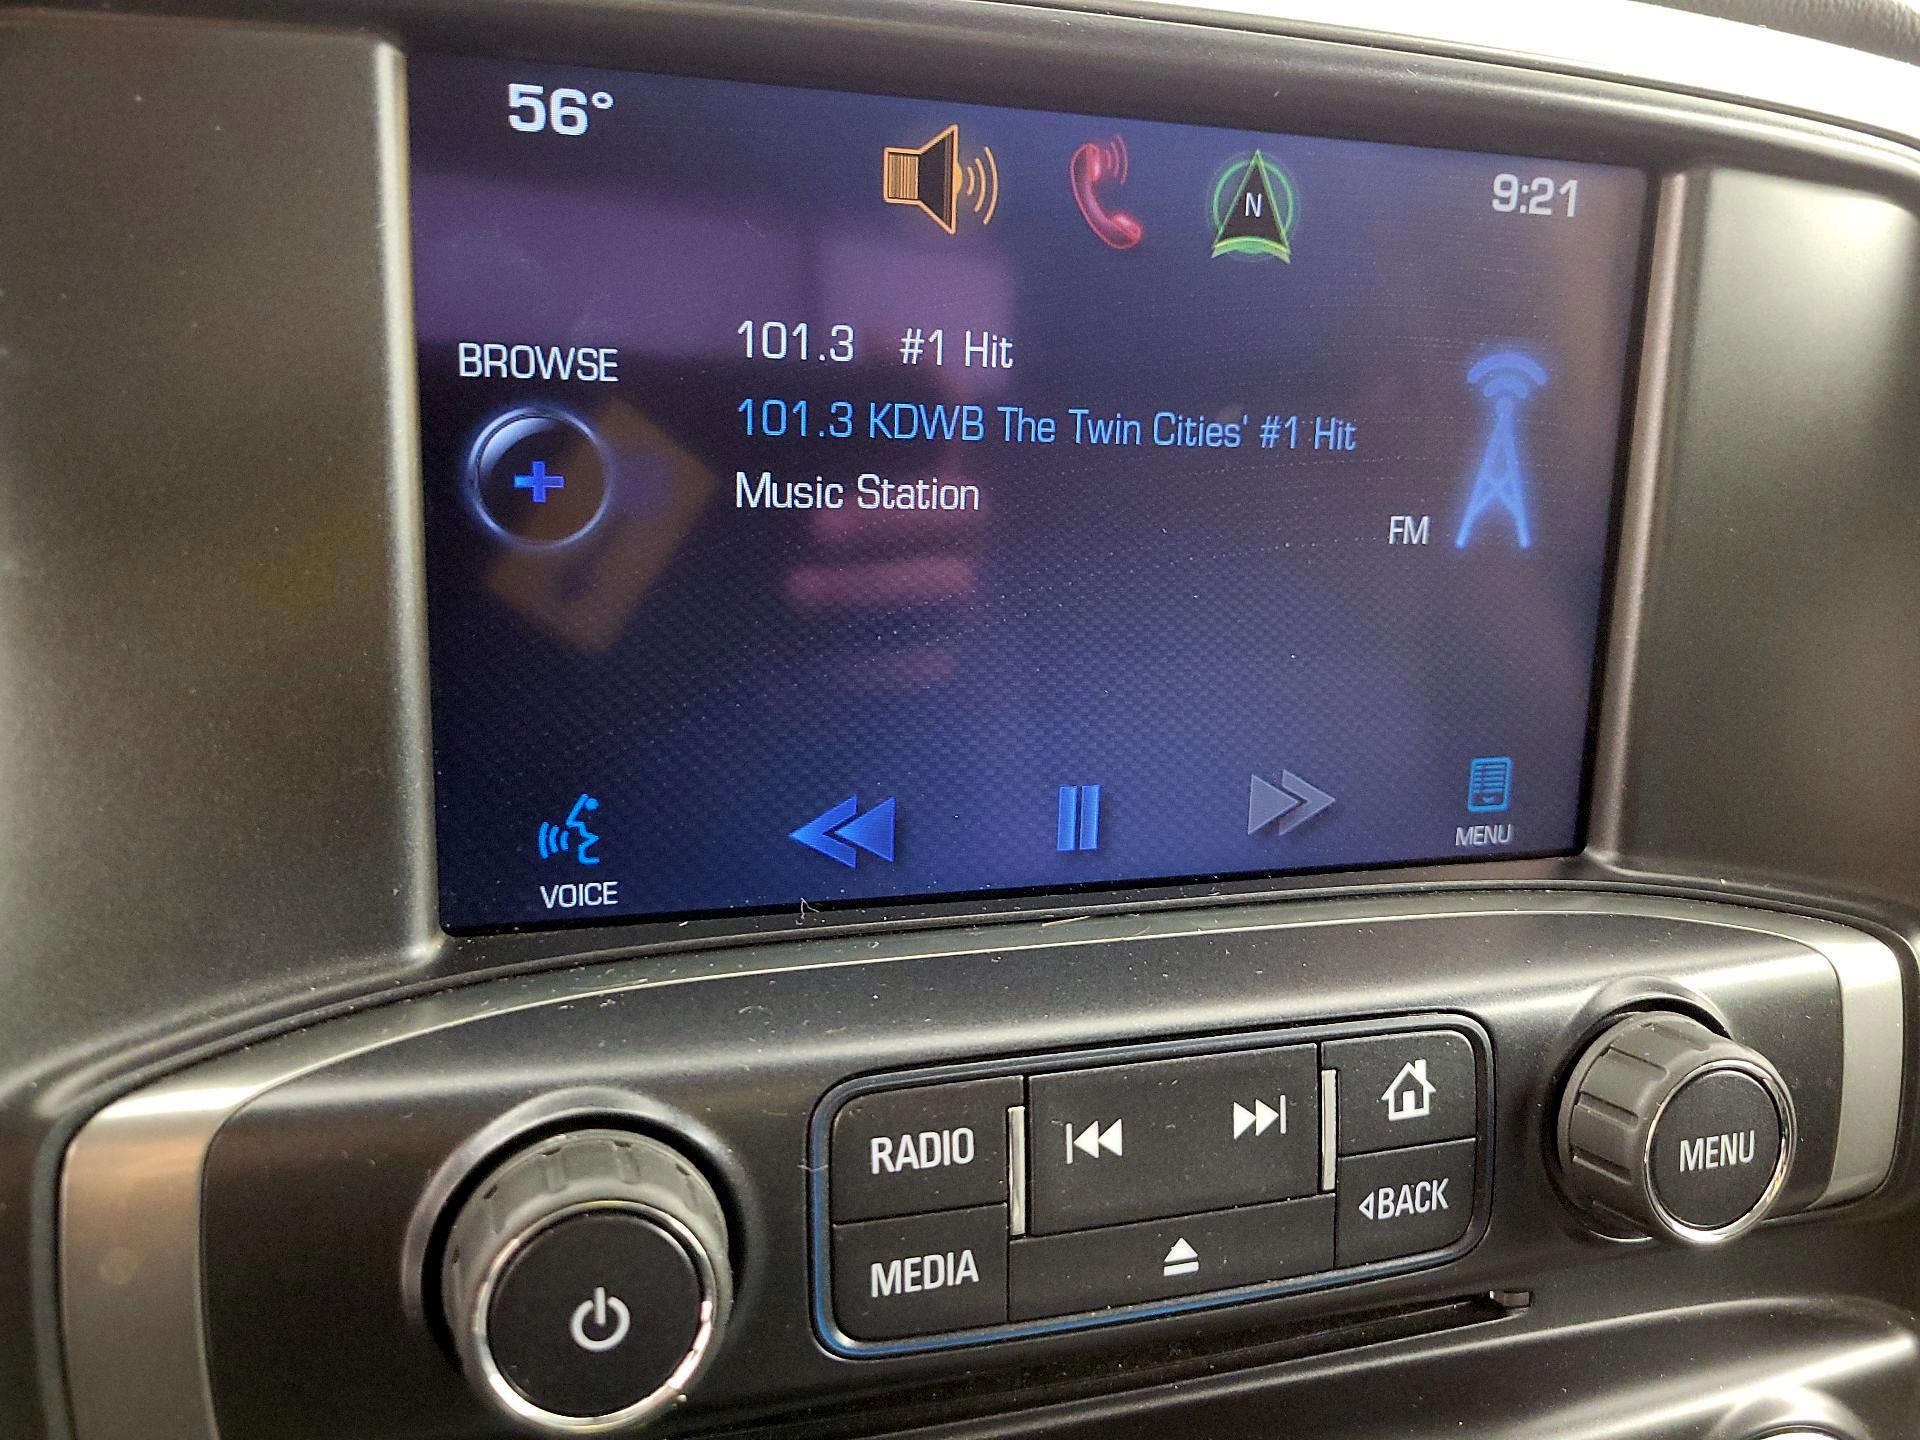 56°
N
9:21
BROWSE
101.3 #1 Hit
101.3 KDWB The Twin Cities' #1 Hit
Music Station
FM
VOICE
MENU
RADIO
MEDIA
BACK
MENU